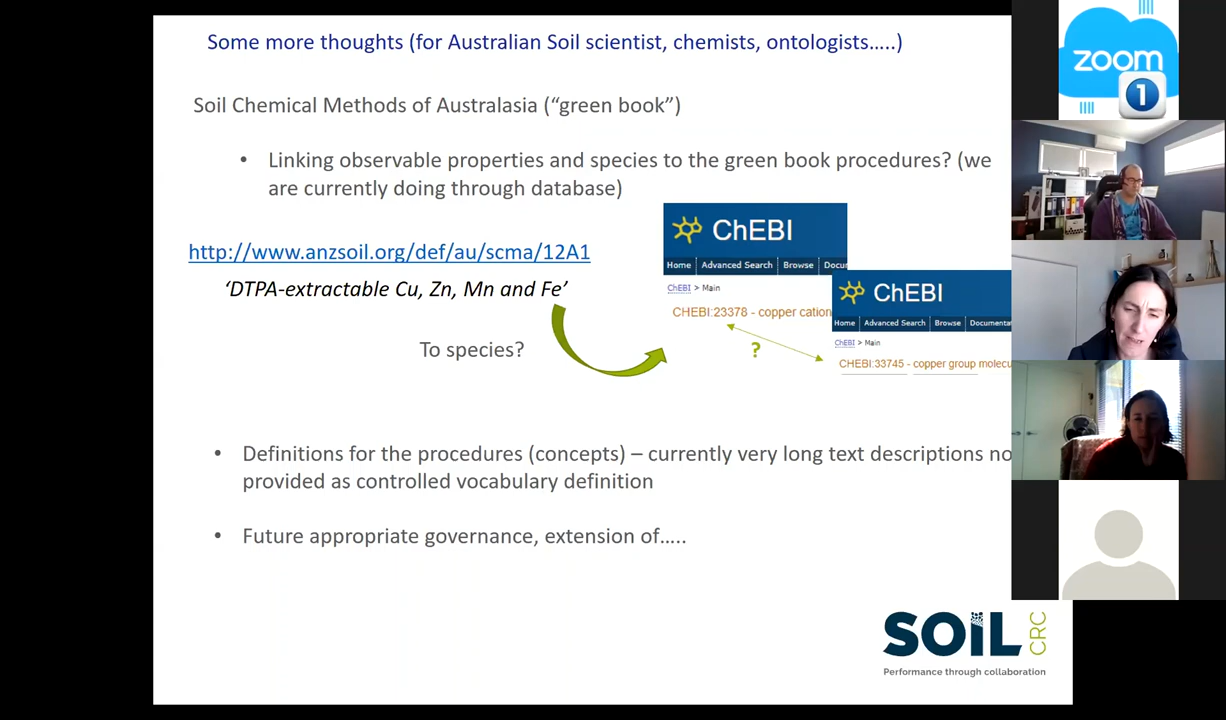 Some more thoughts (for Australian Soil scientist, chemists, ontologists…..)
Soil Chemical Methods of Australasia (“green book”)
• Linking observable properties and species to the green book procedures? (we
are currently doing through database)
http://www.anzsoil.org/def/au/scma/12A1
‘DTPA-extractable Cu, Zn, Mn and Fe’
To species?
ChEBI
Home Advanced Search Browse Docu
ChEBI > Main
CHEBI:23378 - copper cation
?
ChEBI
Home Advanced Search Browse Documenta
ChEBI > Main
CHEBI:33745 - copper group molecu
• Definitions for the procedures (concepts) – currently very long text descriptions no
provided as controlled vocabulary definition
• Future appropriate governance, extension of…..
SOiL CRC
Performance through collaboration
zoom
1